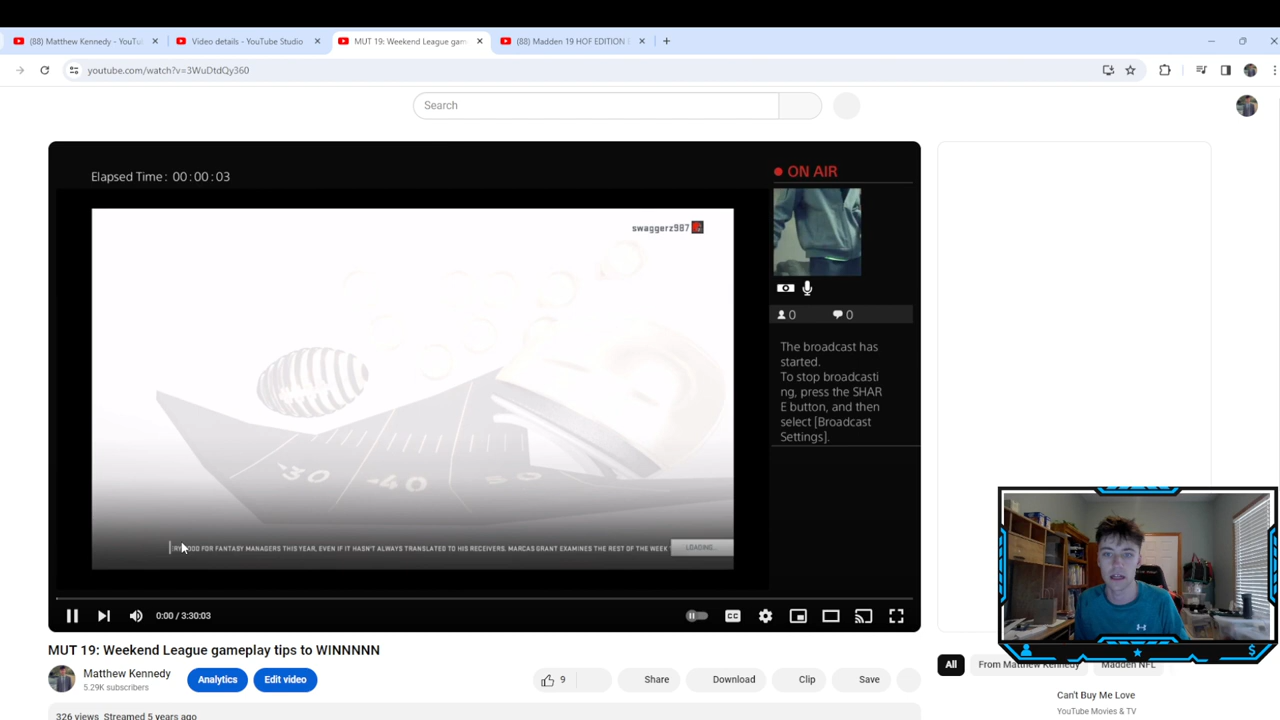 (88) Matthew Kennedy - YouTu
Video details - YouTube Studio
MUT 19: Weekend League gam
(88) Madden 19 HOF EDITION
youtube.com/watch?v=3WuDtdQy360
Search
Elapsed Time: 00:00:03
ON AIR
swaggerz987
0
0
The broadcast has
started.
To stop broadcasti
ng, press the SHAR
E button, and then
select [Broadcast
Settings].
FOR FANTASY MANAGERS THIS YEAR, EVEN IF IT HASN'T ALWAYS TRANSLATED TO HIS RECEIVERS, MARCAS GRANT EXAMINES THE REST OF THE WEEK
LOADING...
0:00 / 3:30:03
CC
MUT 19: Weekend League gameplay tips to WINNNNN
Matthew Kennedy
5.29K subscribers
Analytics
Edit video
9
Share
Download
Clip
Save
All
From Matthew Kennedy
Madden NFL
Can't Buy Me Love
YouTube Movies & TV
326 views Streamed 5 years ago